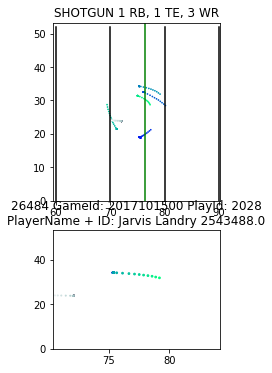 SHOTGUN 1 RB, 1 TE, 3 WR
50
40
30
20
10
0
60 70 80 90
26484 GameId: 2017101500 PlayId: 2028
PlayerName + ID: Jarvis Landry 2543488.0
40
20
0
75 80